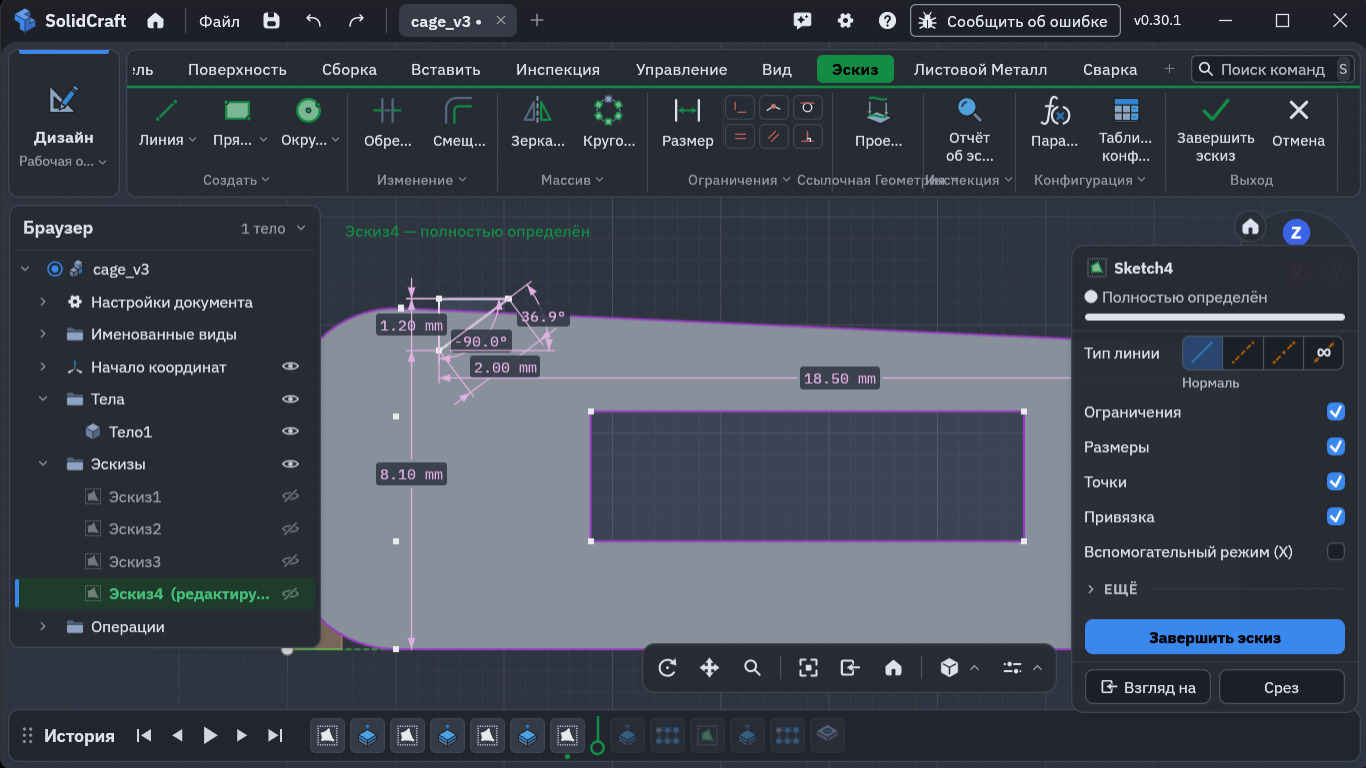 SolidCraft
Файл
cage_v3 •
Сообщить об ошибке
v0.30.1
ель
Поверхность
Сборка
Вставить
Инспекция
Управление
Вид
Эскиз
Листовой Металл
Сварка
Поиск команд
S
Дизайн
Рабочая о...
Линия
Пря...
Окру...
Обре...
Смещ...
Зерка...
Круго...
Размер
Прое...
Отчёт
об эс...
Пара...
Табли...
конф...
Завершить
эскиз
Отмена
Создать
Изменение
Массив
Ограничения
Ссылочная Геометрия
Конфигурация
Выход
Браузер
1 тело
cage_v3
Настройки документа
Именованные виды
Начало координат
Тела
Тело1
Эскизы
Эскиз1
Эскиз2
Эскиз3
Эскиз4 (редактиру...
Операции
Эскиз4 — полностью определён
1.20 mm
36.9°
-90.0°
2.00 mm
18.50 mm
8.10 mm
Z
Sketch4
Полностью определён
Тип линии
Нормаль
Ограничения
Размеры
Точки
Привязка
Вспомогательный режим (X)
ЕЩЁ
Завершить эскиз
Взгляд на
Срез
История